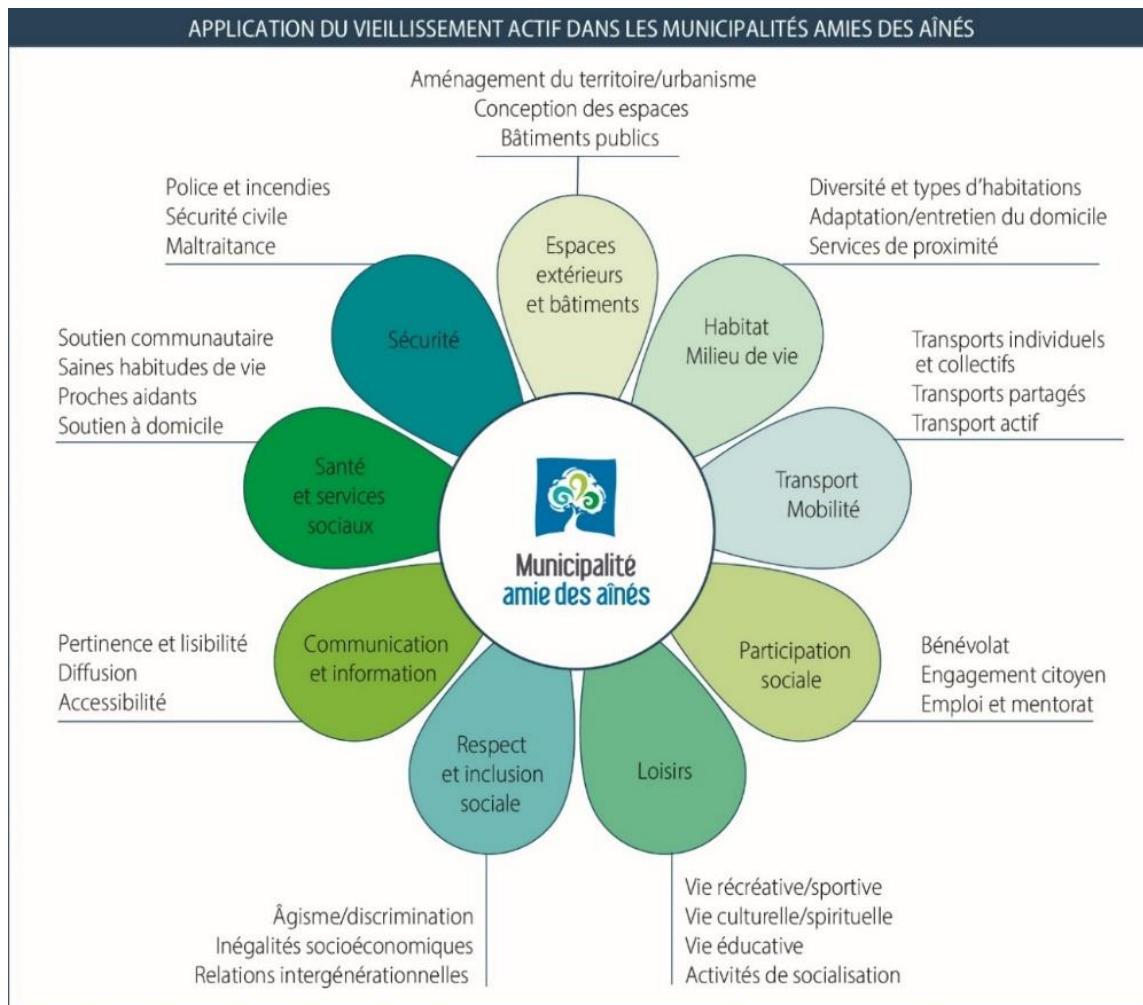 APPLICATION DU VIEILLISSEMENT ACTIF DANS LES MUNICIPALITÉS AMIES DES AÎNÉS
Aménagement du territoire/urbanisme
Conception des espaces
Bâtiments publics
Espaces
extérieurs
et bâtiments
Diversité et types d'habitations
Adaptation/entretien du domicile
Services de proximité
Habitat
Milieu de vie
Transports individuels
et collectifs
Transports partagés
Transport actif
Transport
Mobilité
Bénévolat
Engagement citoyen
Emploi et mentorat
Participation
sociale
Loisirs
Vie récréative/sportive
Vie culturelle/spirituelle
Vie éducative
Activités de socialisation
Respect
et inclusion
sociale
Âgisme/discrimination
Inégalités socioéconomiques
Relations intergénérationnelles
Communication
et information
Pertinence et lisibilité
Diffusion
Accessibilité
Santé
et services
sociaux
Soutien communautaire
Saines habitudes de vie
Proches aidants
Soutien à domicile
Sécurité
Police et incendies
Sécurité civile
Maltraitance
Municipalité
amie des aînés